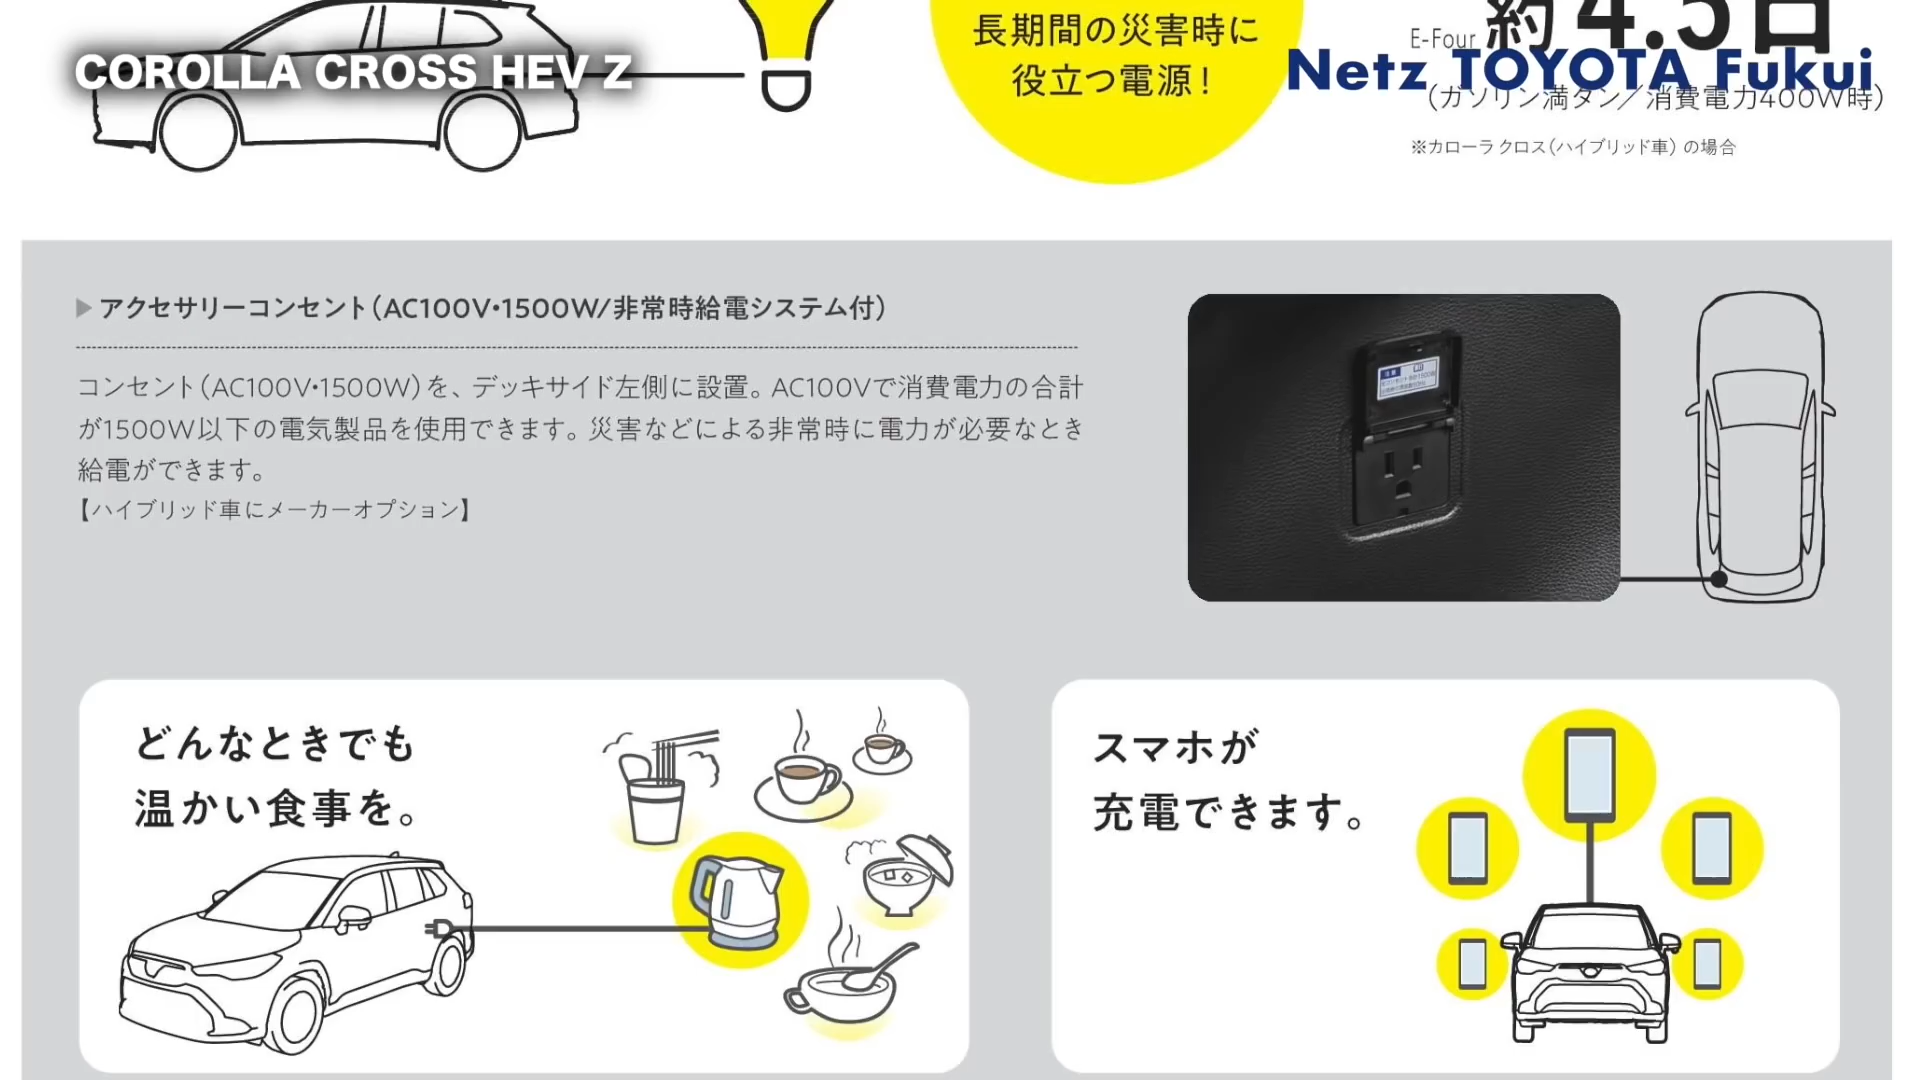 COROLLA CROSS HEV Z
長期間の災害時に
役立つ電源!
E-Four 約4.5日
Netz TOYOTA Fukui
(ガソリン満タン/消費電力400W時)
※カローラ クロス(ハイブリッド車)の場合
▶アクセサリーコンセント(AC100V•1500W/非常時給電システム付)
コンセント(AC100V•1500W)を、デッキサイド左側に設置。AC100Vで消費電力の合計
が1500W以下の電気製品を使用できます。災害などによる非常時に電力が必要なとき
給電ができます。
【ハイブリッド車にメーカーオプション】
どんなときでも
温かい食事を。
スマホが
充電できます。